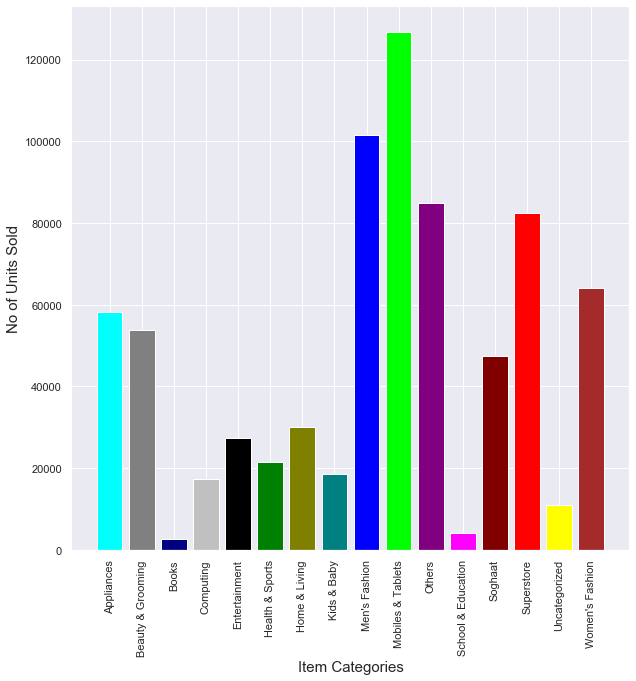 No of Units Sold
120000
100000
80000
60000
40000
20000
0
Appliances
Beauty & Grooming
Books
Computing
Entertainment
Health & Sports
Home & Living
Kids & Baby
Men's Fashion
Mobiles & Tablets
Others
School & Education
Soghaat
Superstore
Uncategorized
Women's Fashion
Item Categories